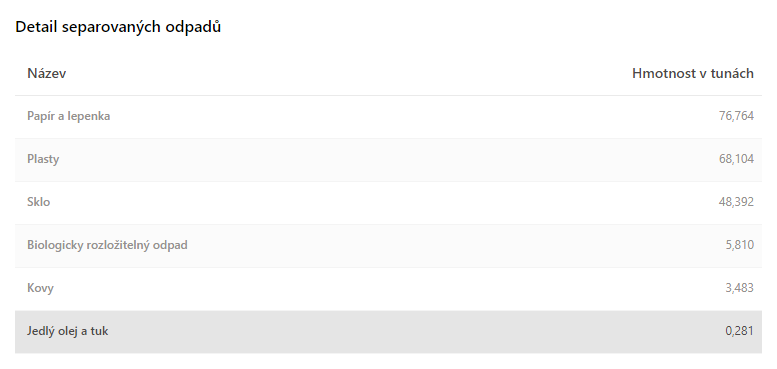 Detail separovaných odpadů
Název Hmotnost v tunách
Papír a lepenka 76,764
Plasty 68,104
Sklo 48,392
Biologicky rozložitelný odpad 5,810
Kovy 3,483
Jedlý olej a tuk 0,281